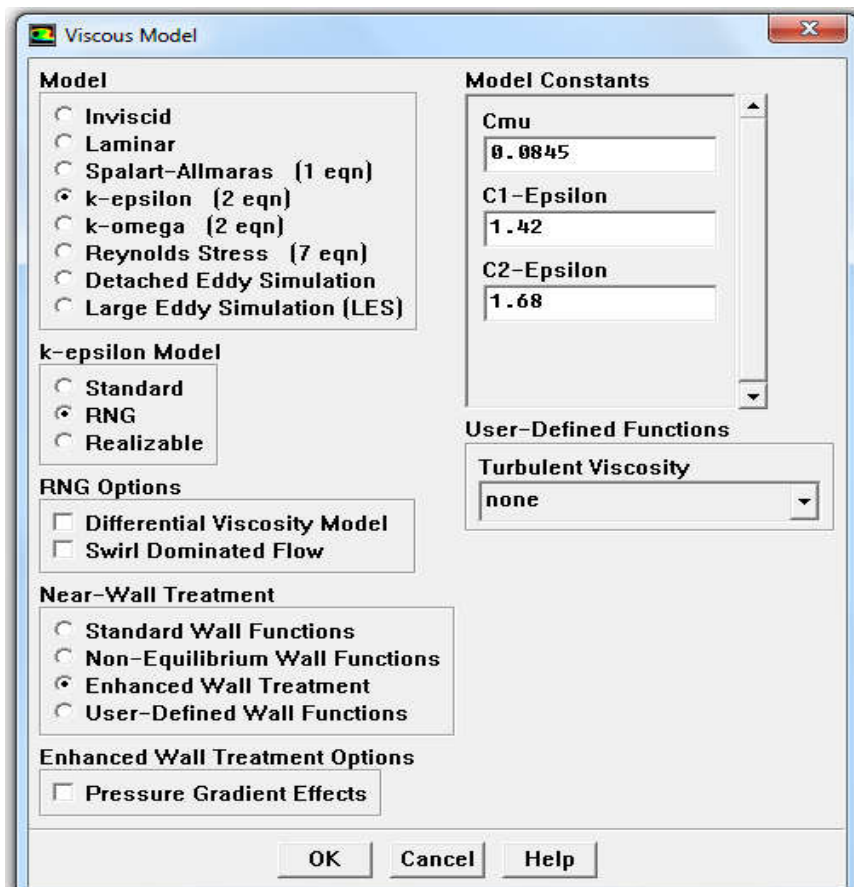 Viscous Model
Model
Inviscid
Laminar
Spalart-Allmaras (1 eqn)
k-epsilon (2 eqn)
k-omega (2 eqn)
Reynolds Stress (7 eqn)
Detached Eddy Simulation
Large Eddy Simulation (LES)
k-epsilon Model
Standard
RNG
Realizable
RNG Options
Differential Viscosity Model
Swirl Dominated Flow
Near-Wall Treatment
Standard Wall Functions
Non-Equilibrium Wall Functions
Enhanced Wall Treatment
User-Defined Wall Functions
Enhanced Wall Treatment Options
Pressure Gradient Effects
Model Constants
Cmu
0.0845
C1-Epsilon
1.42
C2-Epsilon
1.68
User-Defined Functions
Turbulent Viscosity
none
OK Cancel Help